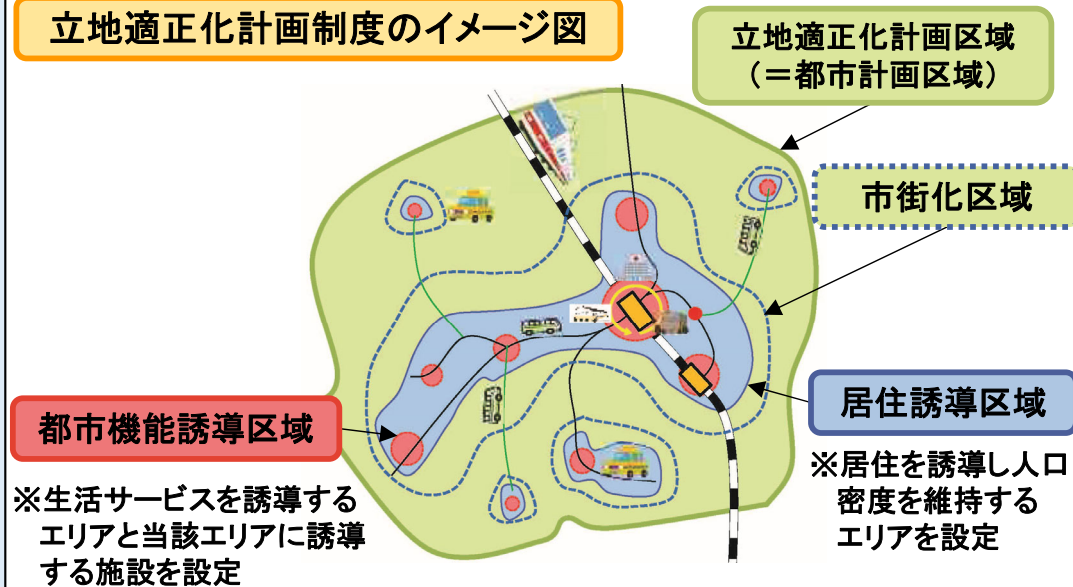 立地適正化計画制度のイメージ図
立地適正化計画区域
（＝都市計画区域）
市街化区域
居住誘導区域
※居住を誘導し人口
密度を維持する
エリアを設定
都市機能誘導区域
※生活サービスを誘導する
エリアと当該エリアに誘導
する施設を設定